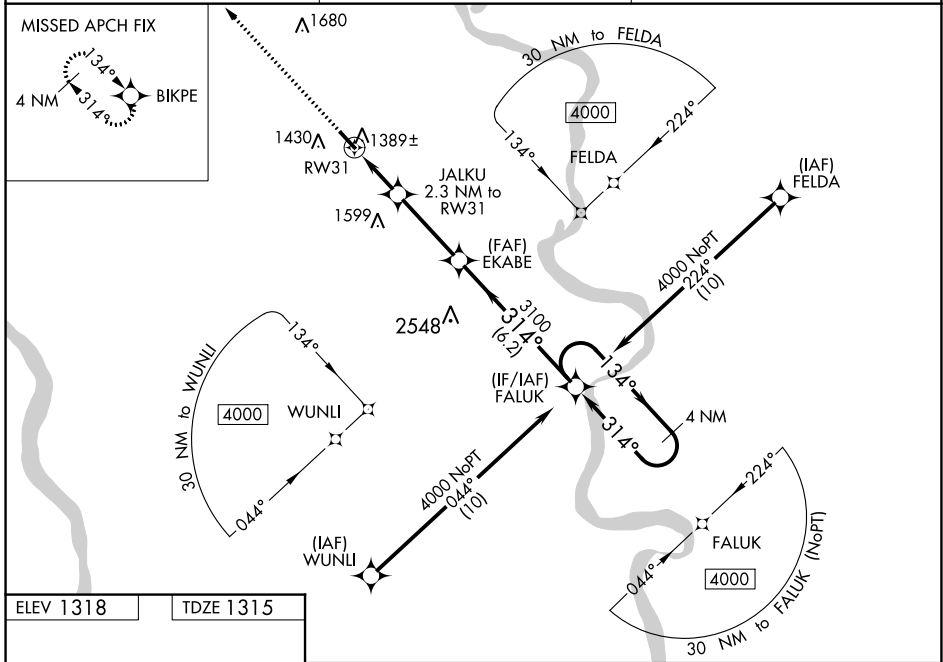 MISSED APCH FIX
134°
4 NM
314°
BIKPE
1680
30 NM to FELDA
4000
134°
224°
FELDA
1430
1389±
RW31
JALKU
2.3 NM to
RW31
1599
(IAF)
FELDA
(FAF)
EKABE
4000 NoPT
224°
(10)
2548
3100
314°
(6.2)
30 NM to WUNLI
134°
4000
WUNLI
044°
(IF/IAF)
FALUK
134°
314°
4 NM
4000 NoPT
044°
(10)
(IAF)
WUNLI
224°
FALUK
044°
4000
30 NM to FALUK (NoPT)
ELEV 1318
TDZE 1315